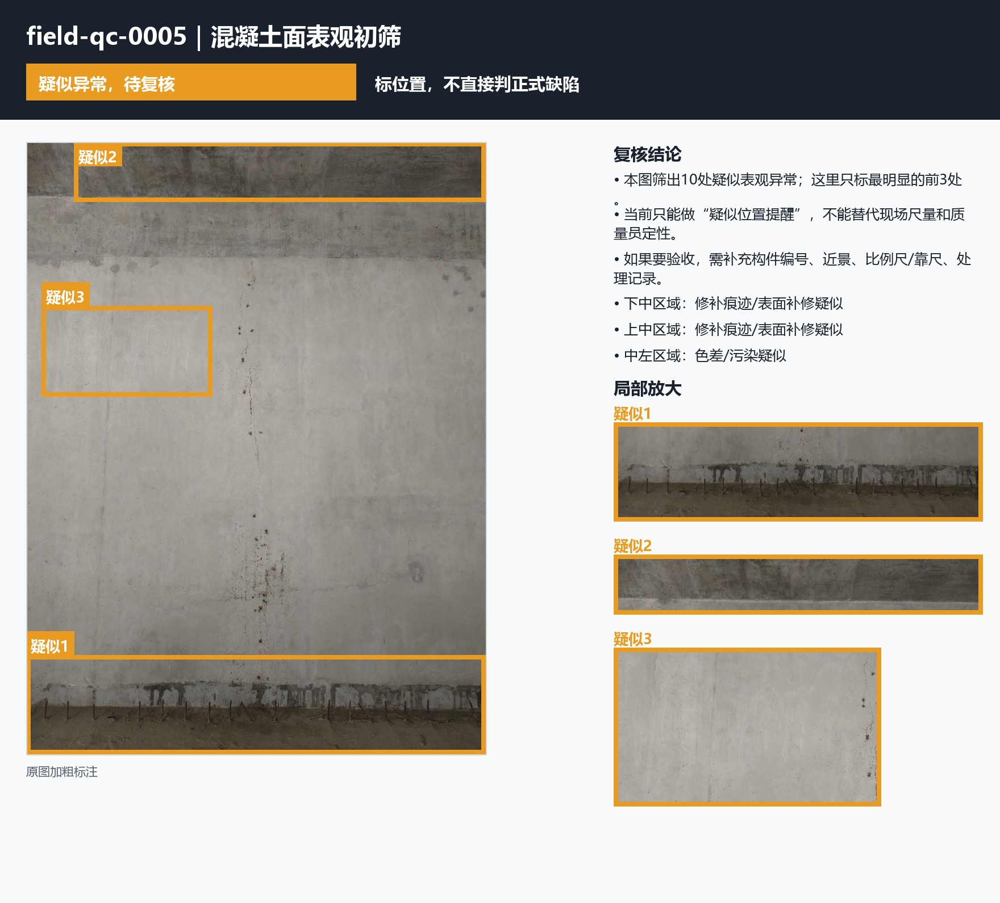 field-qc-0005 | 混凝土面表观初筛
疑似异常，待复核
标位置，不直接判正式缺陷
疑似2
疑似3
疑似1
原图加粗标注
复核结论
• 本图筛出10处疑似表观异常；这里只标最明显的前3处
。
• 当前只能做“疑似位置提醒”，不能替代现场尺量和质
量员定性。
• 如果要验收，需补充构件编号、近景、比例尺/靠尺、处
理记录。
• 下中区域：修补痕迹/表面补修疑似
• 上中区域：修补痕迹/表面补修疑似
• 中左区域：色差/污染疑似
局部放大
疑似1
疑似2
疑似3